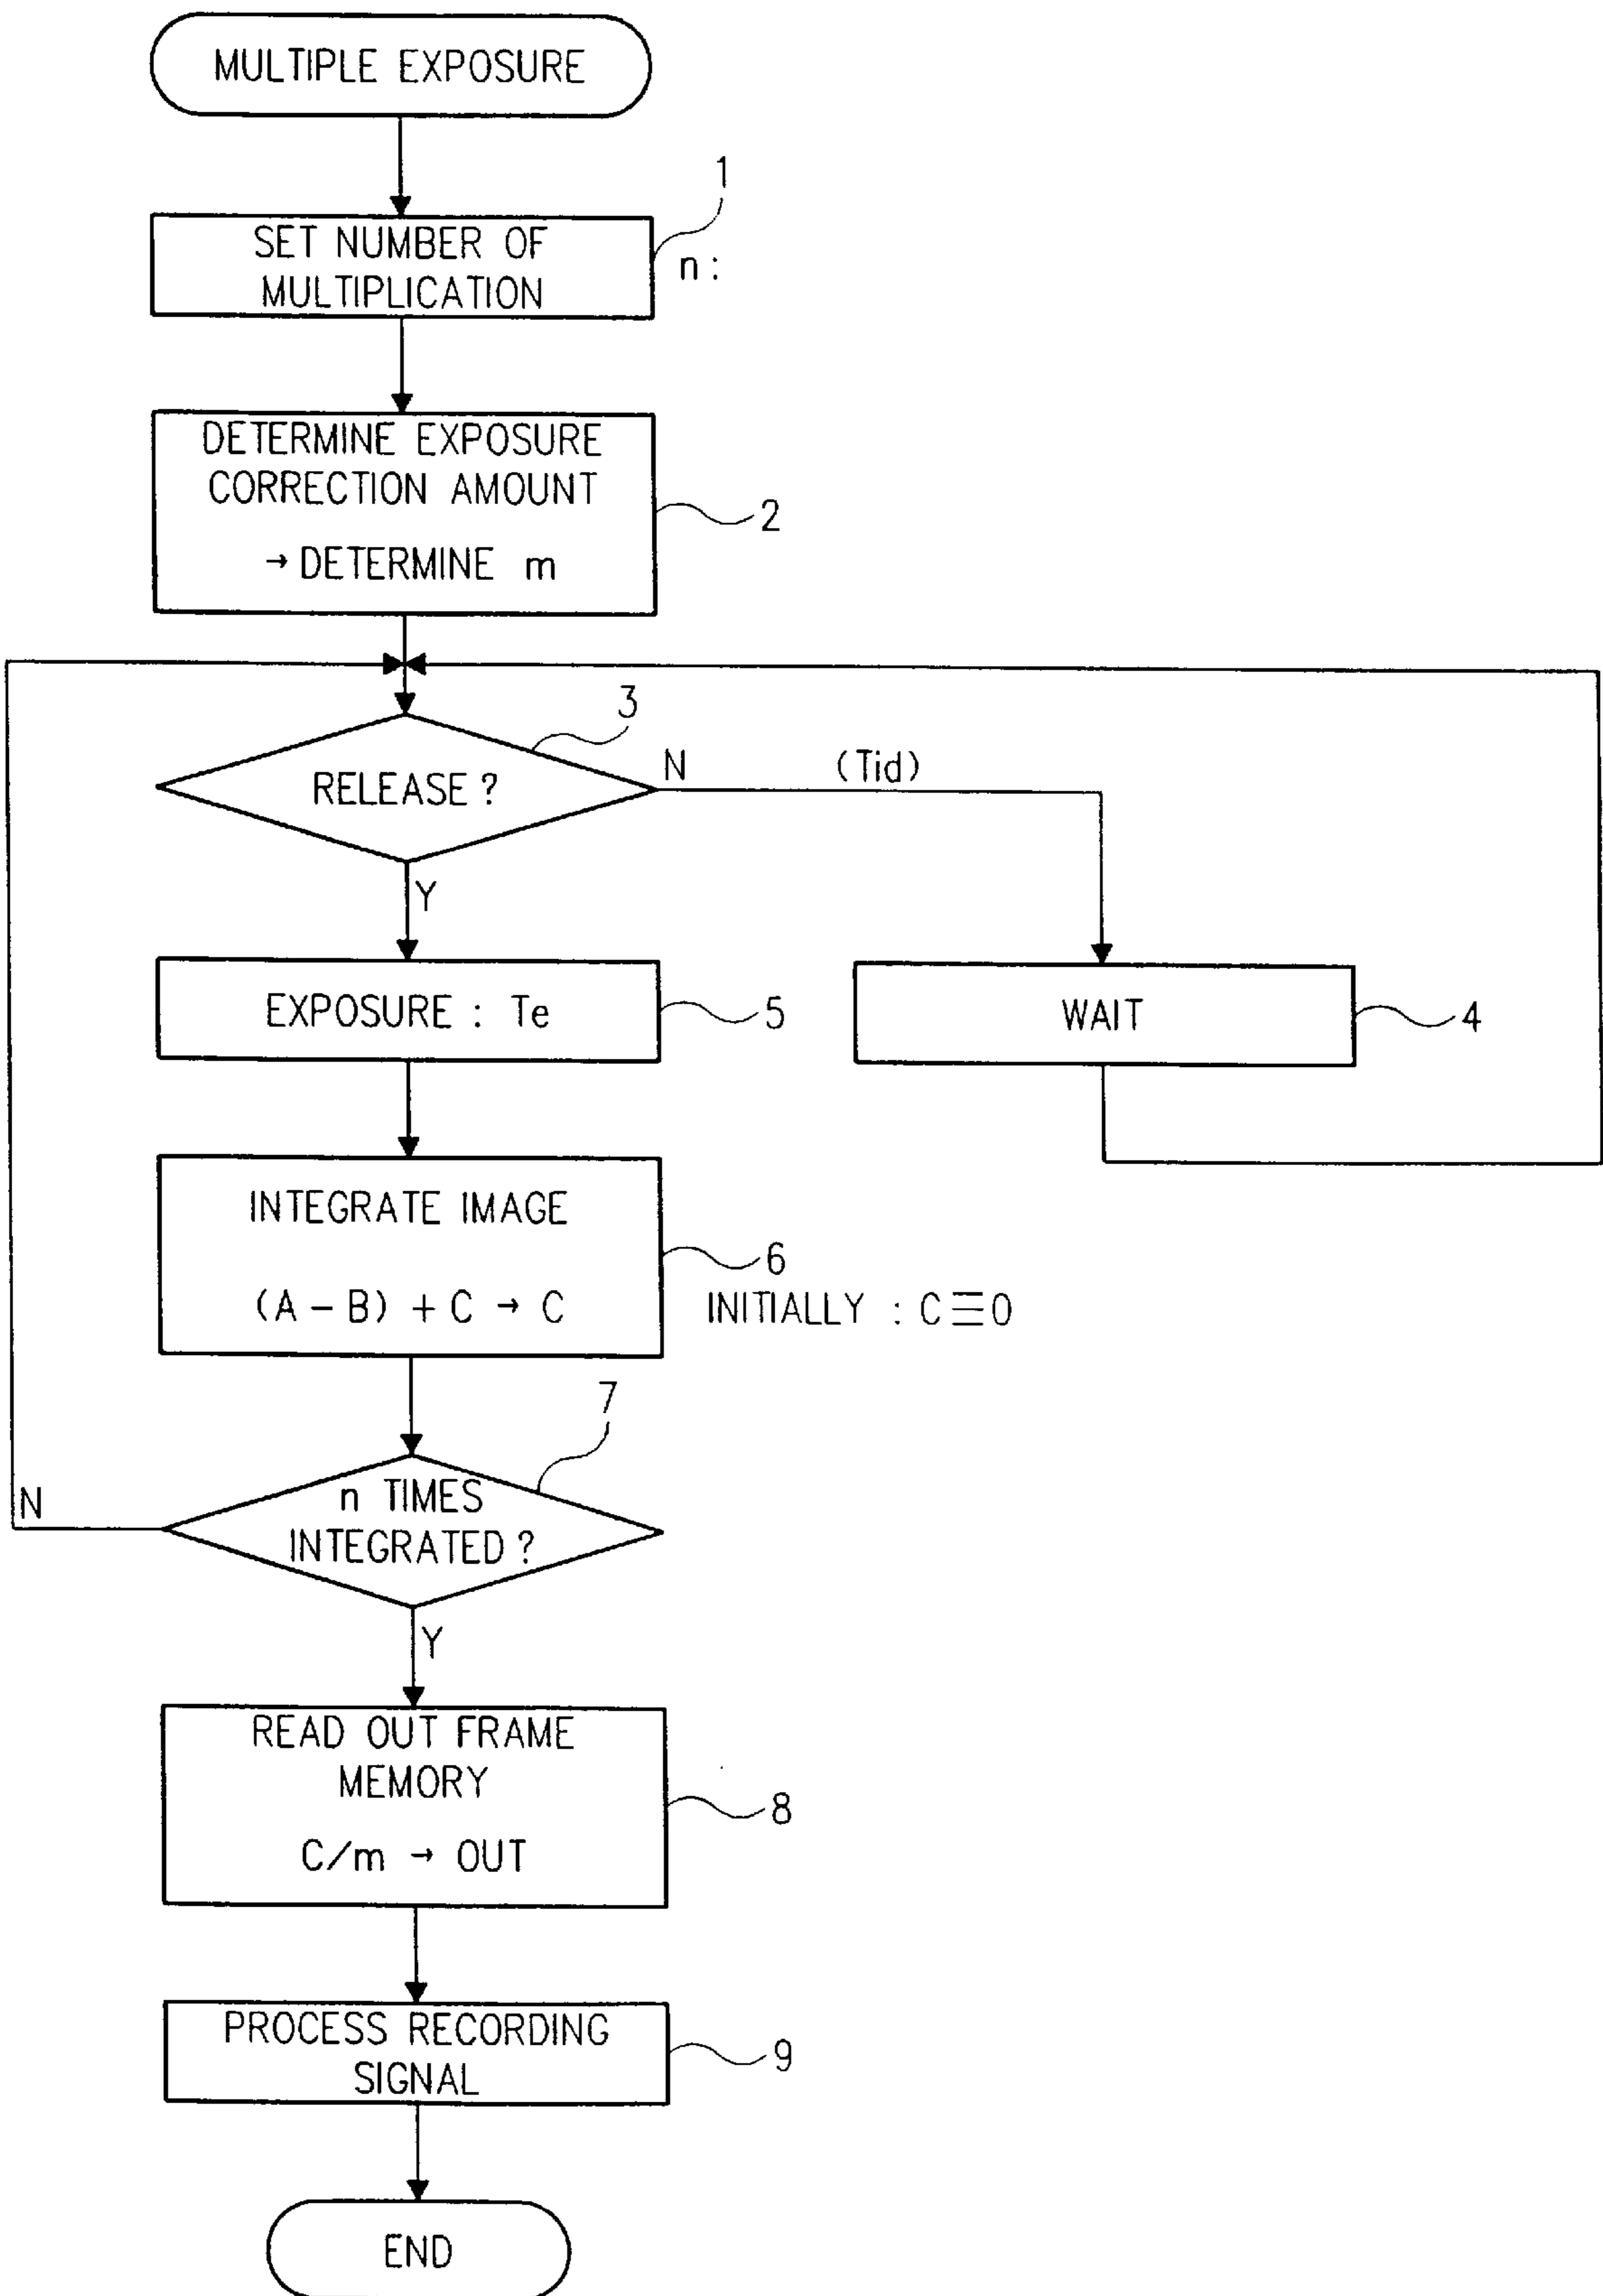 MULTIPLE EXPOSURE
1
SET NUMBER OF
MULTIPLICATION
n :
DETERMINE EXPOSURE
CORRECTION AMOUNT
→ DETERMINE m
2
3
RELEASE ?
N
(Tid)
Y
EXPOSURE : Te
5
WAIT
4
INTEGRATE IMAGE
(A – B) + C → C
6
INITIALLY : C≡0
7
n TIMES
INTEGRATED ?
N
Y
READ OUT FRAME
MEMORY
C/m → OUT
8
PROCESS RECORDING
SIGNAL
9
END